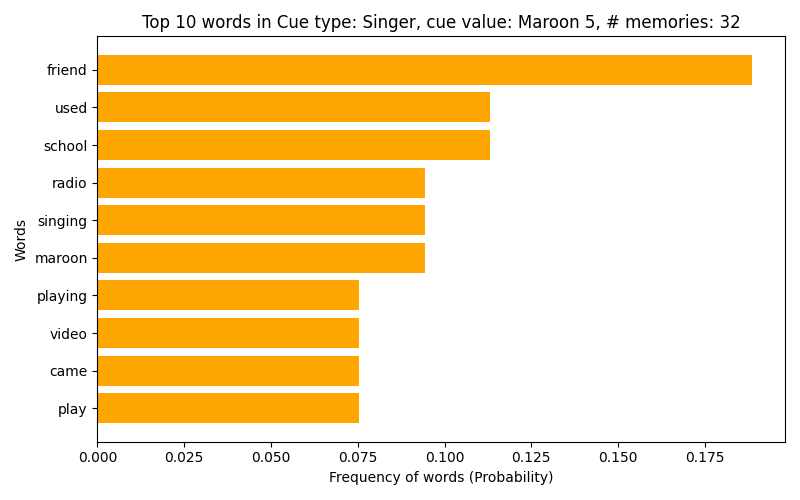 Top 10 words in Cue type: Singer, cue value: Maroon 5, # memories: 32
friend
used
school
radio
singing
maroon
playing
video
came
play
Words
0.000 0.025 0.050 0.075 0.100 0.125 0.150 0.175
Frequency of words (Probability)